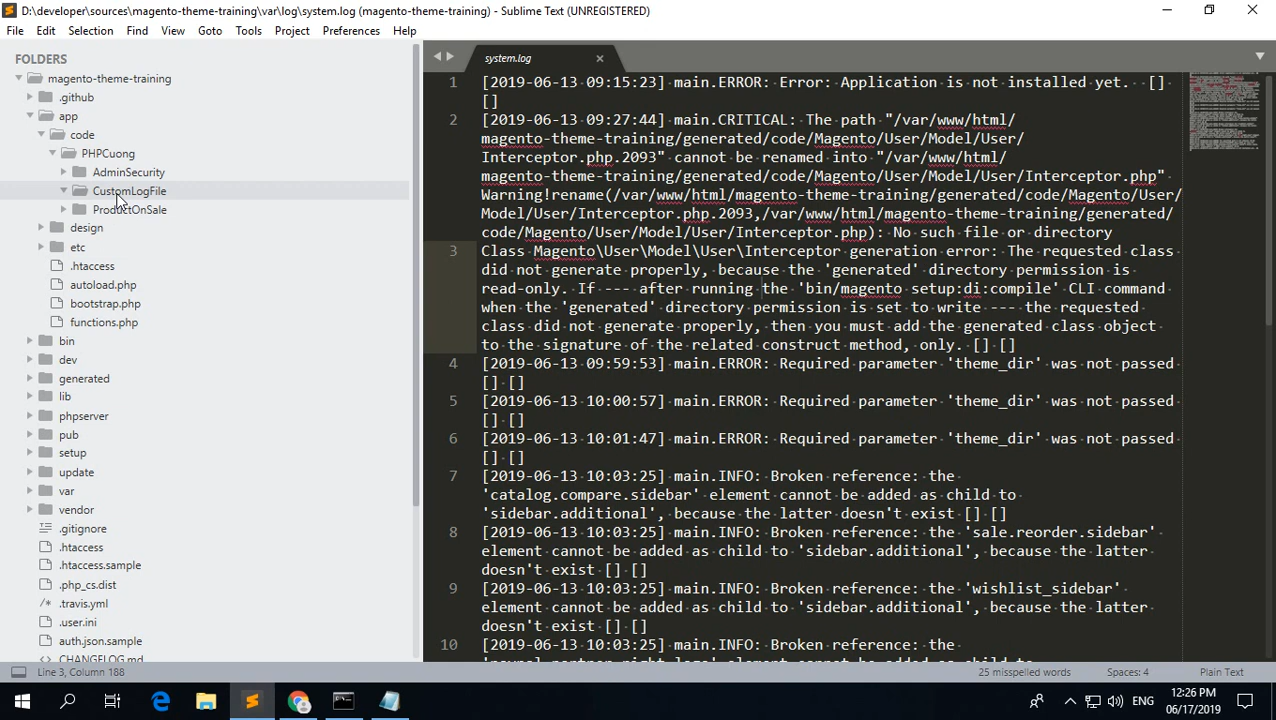 D:\developer\sources\magento-theme-training\var\log\system.log (magento-theme-training) - Sublime Text (UNREGISTERED)
File Edit Selection Find View Goto Tools Project Preferences Help
FOLDERS
magento-theme-training
.github
app
code
PHPCuong
AdminSecurity
CustomLogFile
ProductOnSale
design
etc
.htaccess
autoload.php
bootstrap.php
functions.php
bin
dev
generated
lib
phpserver
pub
setup
update
var
vendor
.gitignore
.htaccess
.htaccess.sample
.php_cs.dist
.travis.yml
.user.ini
auth.json.sample
CHANGELOG.md
system.log
1 [2019-06-13 09:15:23] main.ERROR: Error: Application is not installed yet. []
[]
2 [2019-06-13 09:27:44] main.CRITICAL: The path "/var/www/html/
magento-theme-training/generated/code/Magento/User/Model/User/
Interceptor.php.2093" cannot be renamed into "/var/www/html/
magento-theme-training/generated/code/Magento/User/Model/User/Interceptor.php"
Warning!rename(/var/www/html/magento-theme-training/generated/code/Magento/User/
Model/User/Interceptor.php.2093,/var/www/html/magento-theme-training/generated/
code/Magento/User/Model/User/Interceptor.php): No such file or directory
3 Class Magento\User\Model\User\Interceptor generation error: The requested class
did not generate properly, because the 'generated' directory permission is
read-only. If --- after running the 'bin/magento setup:di:compile' CLI command
when the 'generated' directory permission is set to write --- the requested
class did not generate properly, then you must add the generated class object
to the signature of the related construct method, only. [] []
4 [2019-06-13 09:59:53] main.ERROR: Required parameter 'theme_dir' was not passed
[] []
5 [2019-06-13 10:00:57] main.ERROR: Required parameter 'theme_dir' was not passed
[] []
6 [2019-06-13 10:01:47] main.ERROR: Required parameter 'theme_dir' was not passed
[] []
7 [2019-06-13 10:03:25] main.INFO: Broken reference: the
'catalog.compare.sidebar' element cannot be added as child to
'sidebar.additional', because the latter doesn't exist [] []
8 [2019-06-13 10:03:25] main.INFO: Broken reference: the 'sale.reorder.sidebar'
element cannot be added as child to 'sidebar.additional', because the latter
doesn't exist [] []
9 [2019-06-13 10:03:25] main.INFO: Broken reference: the 'wishlist_sidebar'
element cannot be added as child to 'sidebar.additional', because the latter
doesn't exist [] []
10 [2019-06-13 10:03:25] main.INFO: Broken reference: the
Line 3, Column 188
25 misspelled words
Spaces: 4
Plain Text
ENG
12:26 PM
06/17/2019